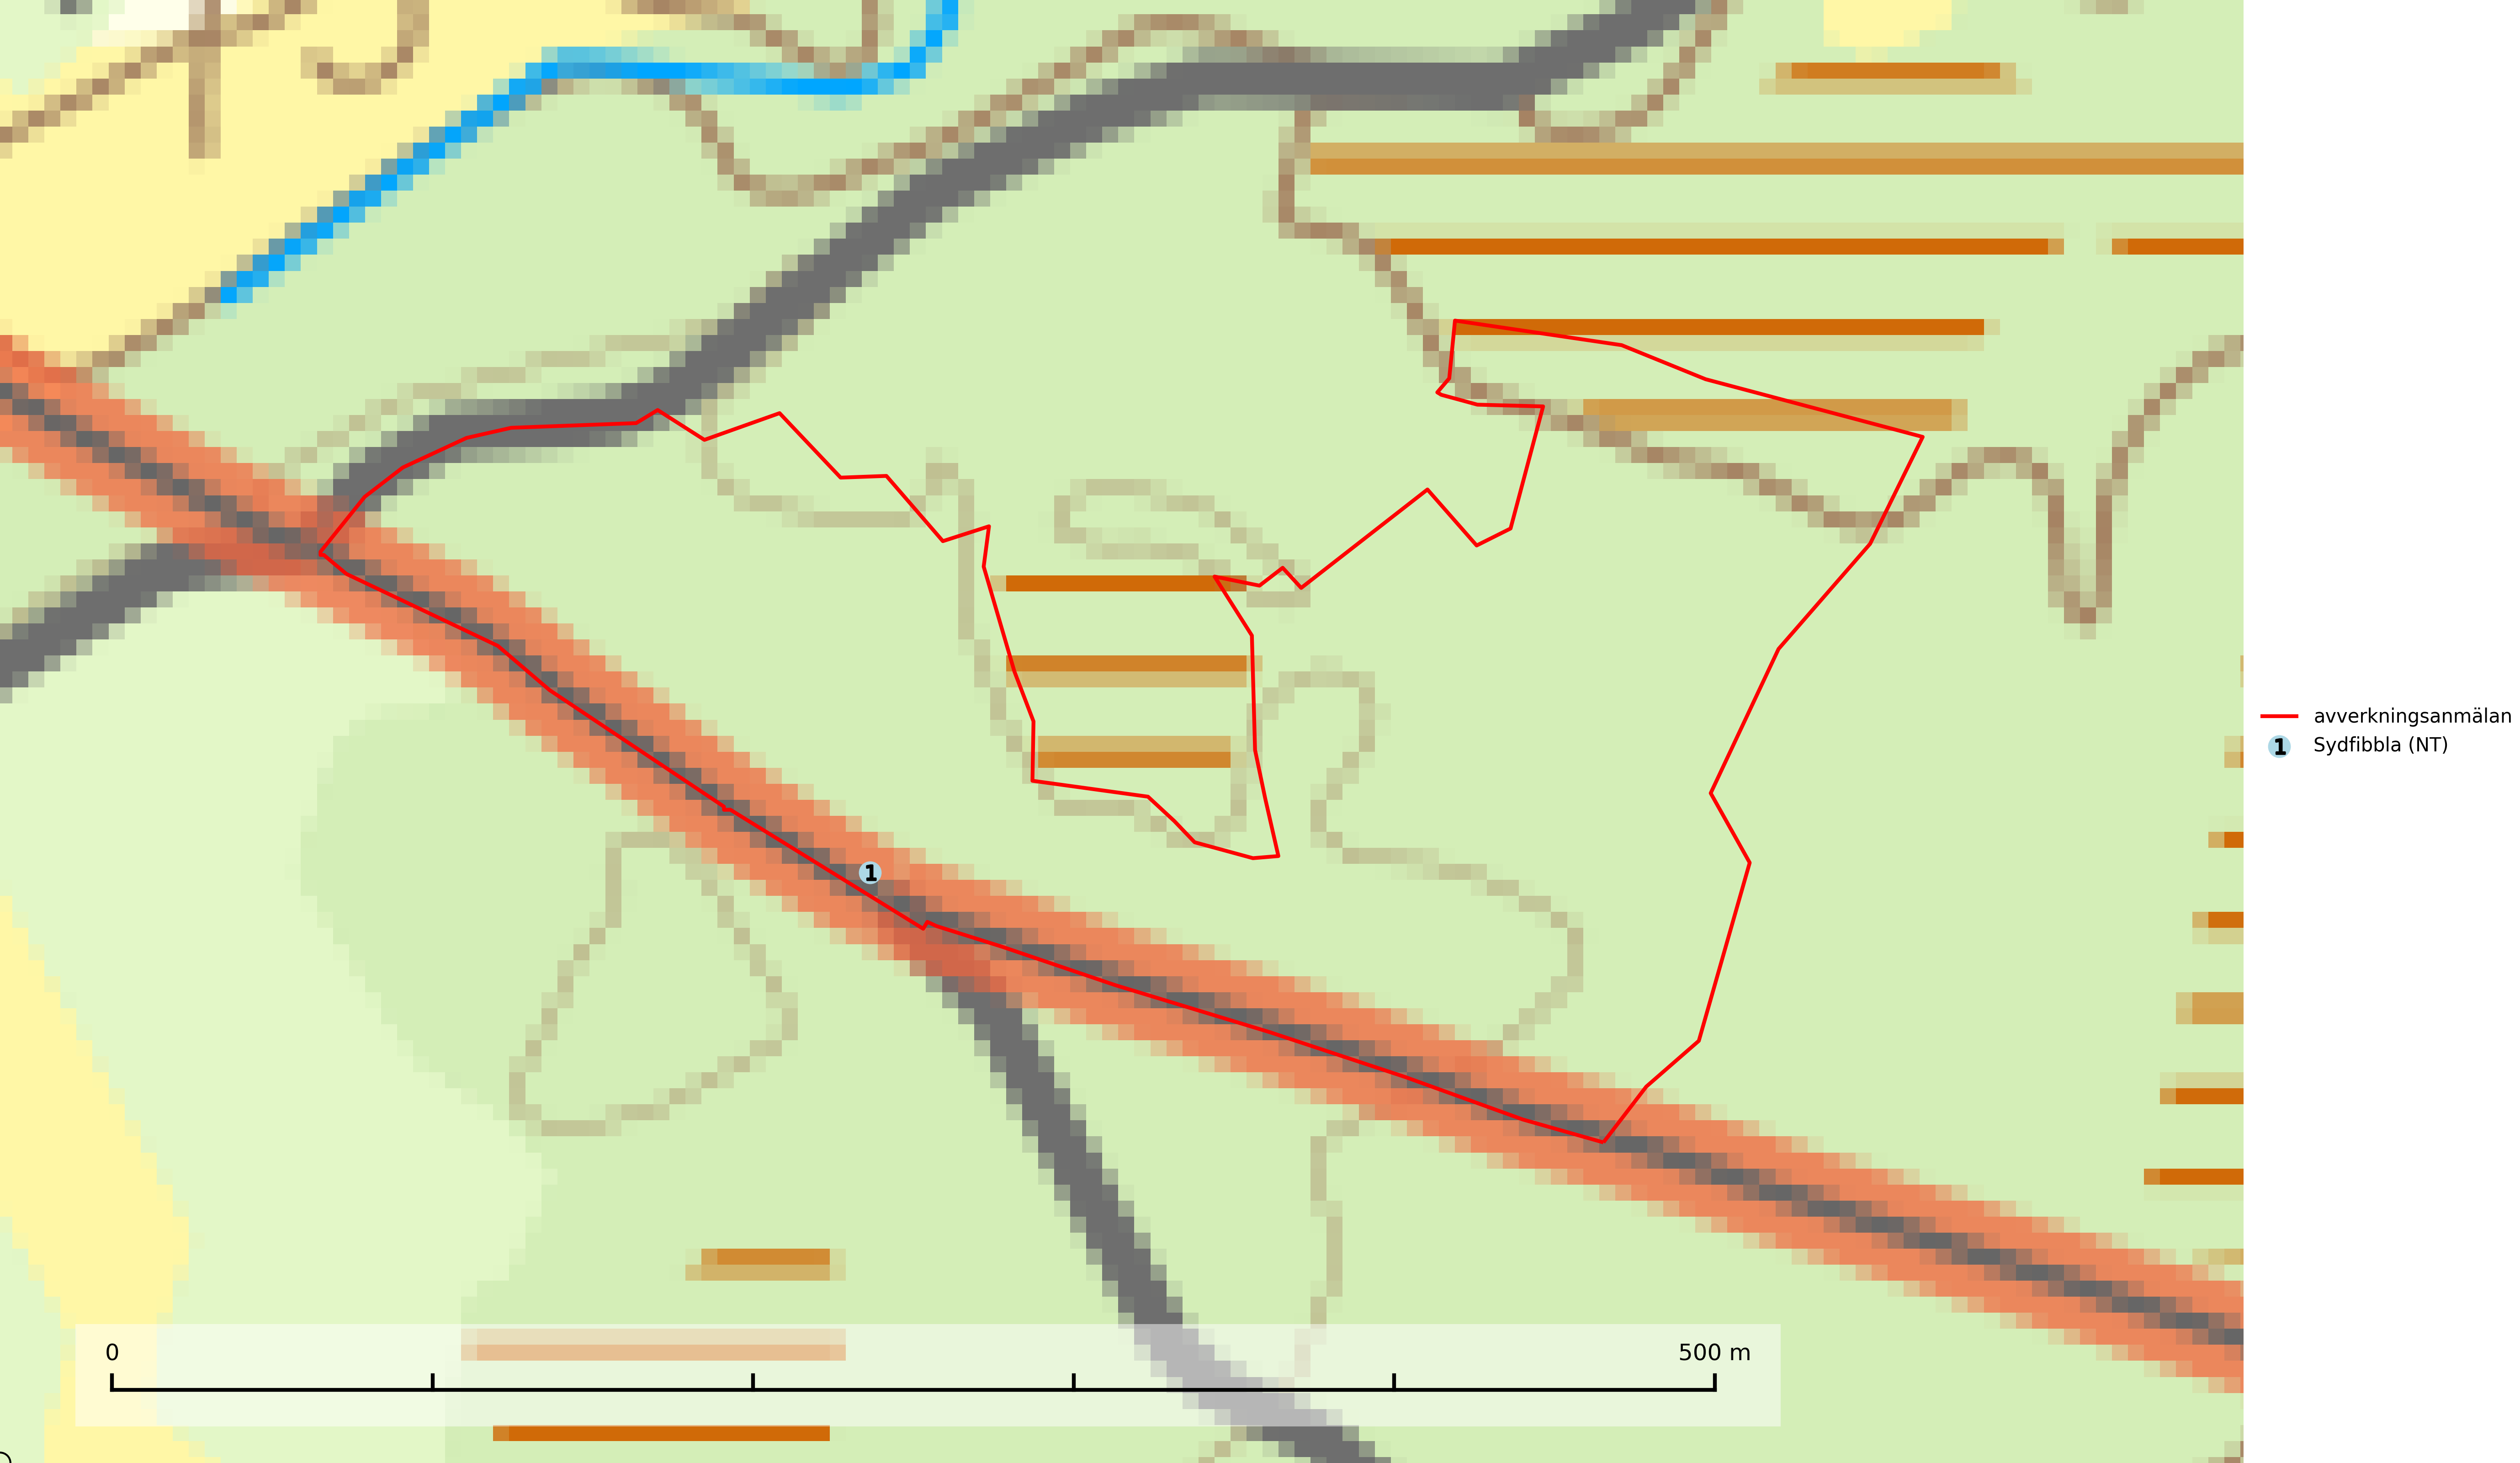 avverkningsanmälan
1 Sydfibbla (NT)
1
0 500 m